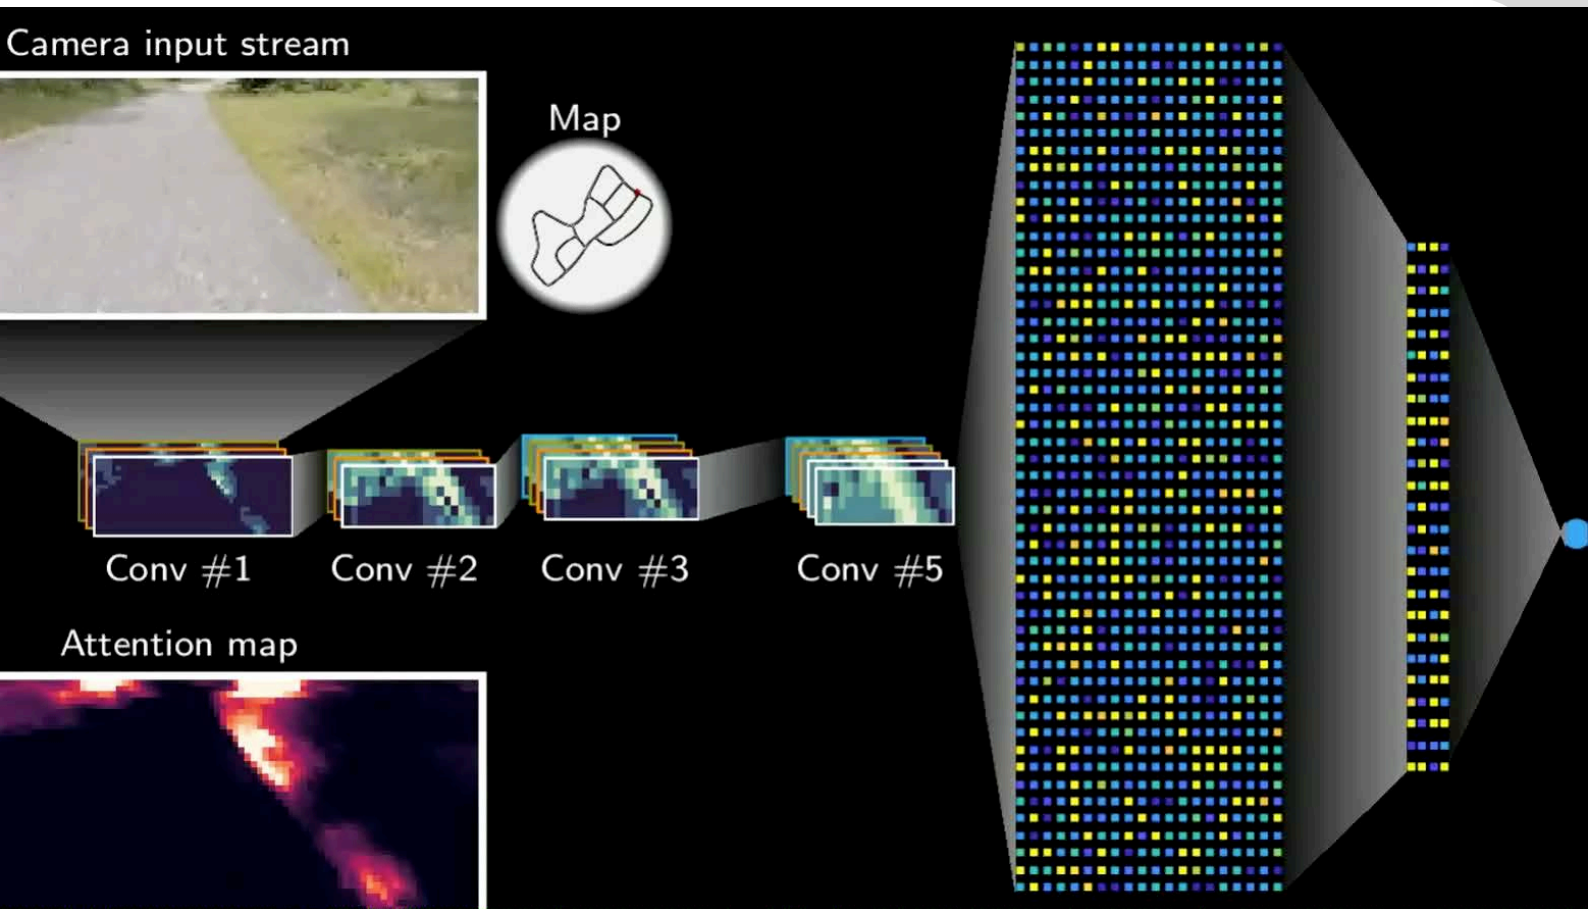 Camera input stream
Map
Conv #1
Conv #2
Conv #3
Conv #5
Attention map